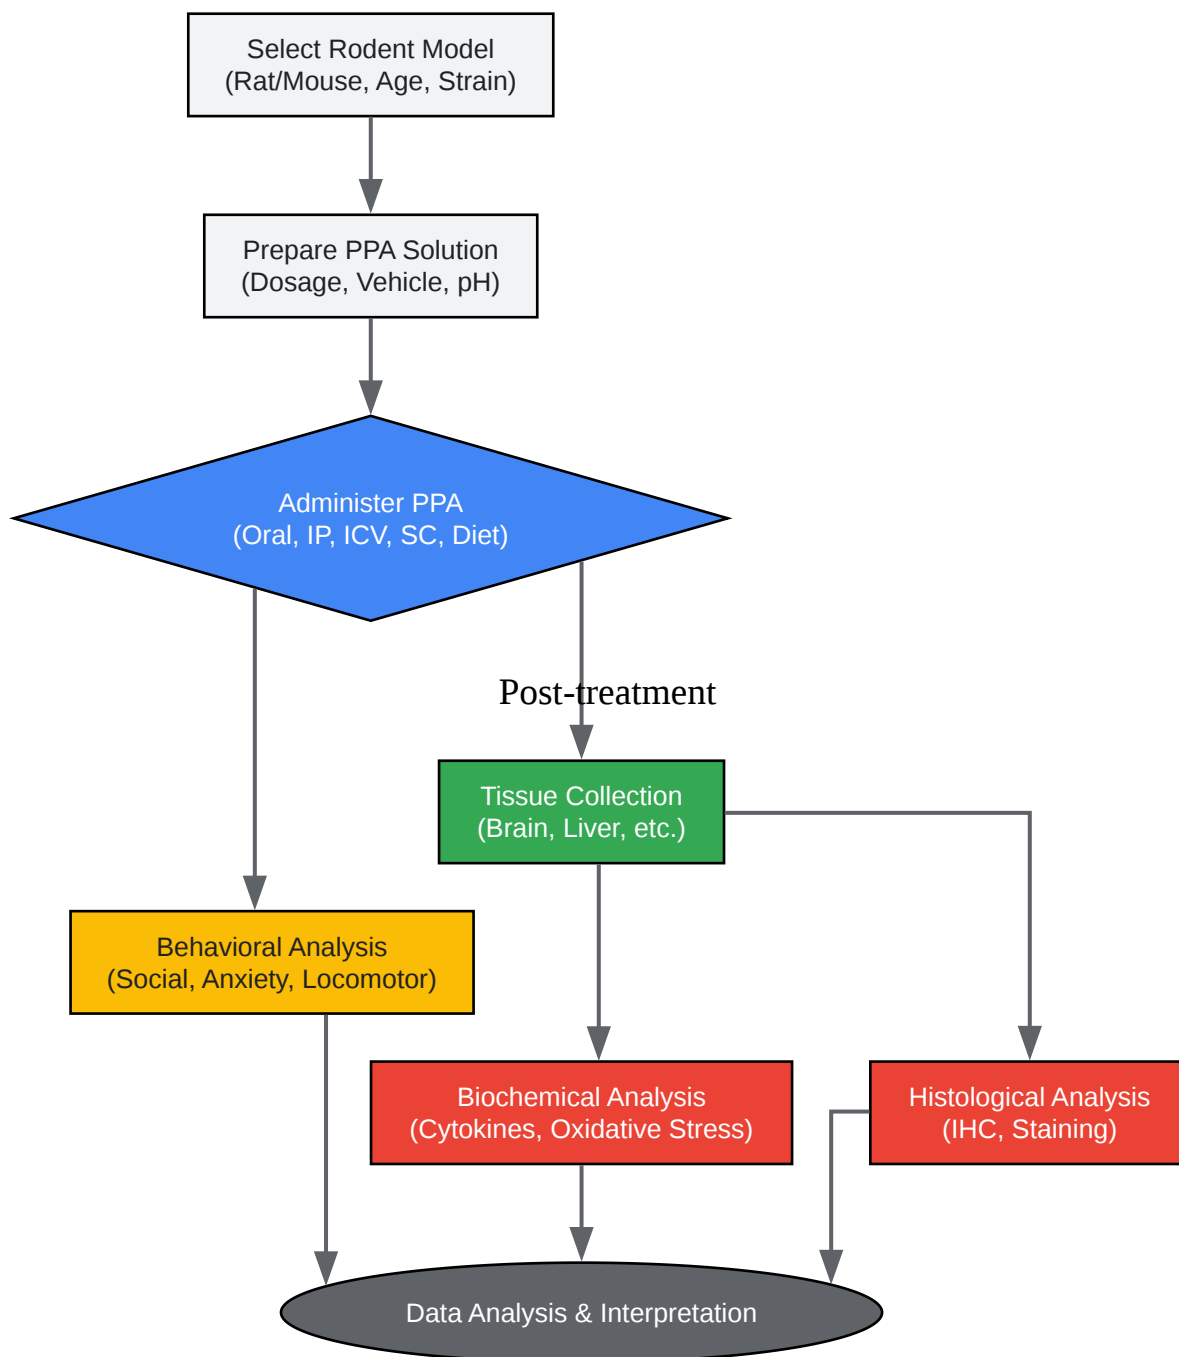 Select Rodent Model
(Rat/Mouse, Age, Strain)
Prepare PPA Solution
(Dosage, Vehicle, pH)
Administer PPA
(Oral, IP, ICV, SC, Diet)
Post-treatment
Tissue Collection
(Brain, Liver, etc.)
Behavioral Analysis
(Social, Anxiety, Locomotor)
Biochemical Analysis
(Cytokines, Oxidative Stress)
Histological Analysis
(IHC, Staining)
Data Analysis & Interpretation